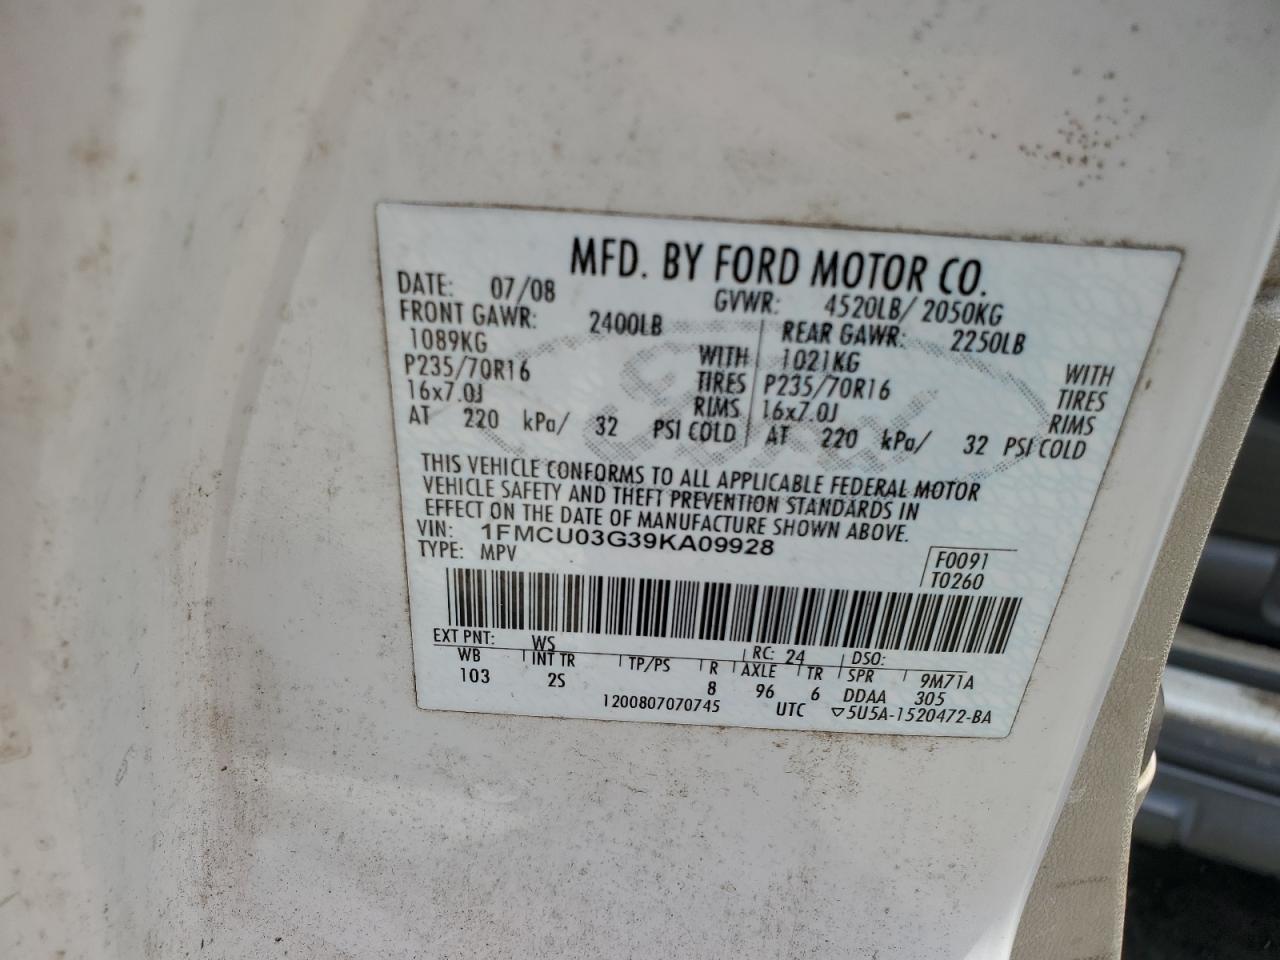 MFD. BY FORD MOTOR CO.
DATE: 07/08 GVWR: 4520LB/ 2050KG
FRONT GAWR: 2400LB REAR GAWR: 2250LB
1089KG WITH 1021KG WITH
P235/70R16 TIRES P235/70R16 TIRES
16x7.0J RIMS 16x7.0J RIMS
AT 220 kPa/ 32 PSI COLD AT 220 kPa/ 32 PSI COLD
THIS VEHICLE CONFORMS TO ALL APPLICABLE FEDERAL MOTOR
VEHICLE SAFETY AND THEFT PREVENTION STANDARDS IN
EFFECT ON THE DATE OF MANUFACTURE SHOWN ABOVE.
VIN: 1FMCU03G39KA09928
TYPE: MPV
F0091
T0260
EXT PNT: WS RC: 24 DSO:
WB INT TR TP/PS R AXLE TR SPR 9M71A
103 2S 8 96 6 DDAA 305
1200807070745 UTC ▽5U5A-1520472-BA
Ford